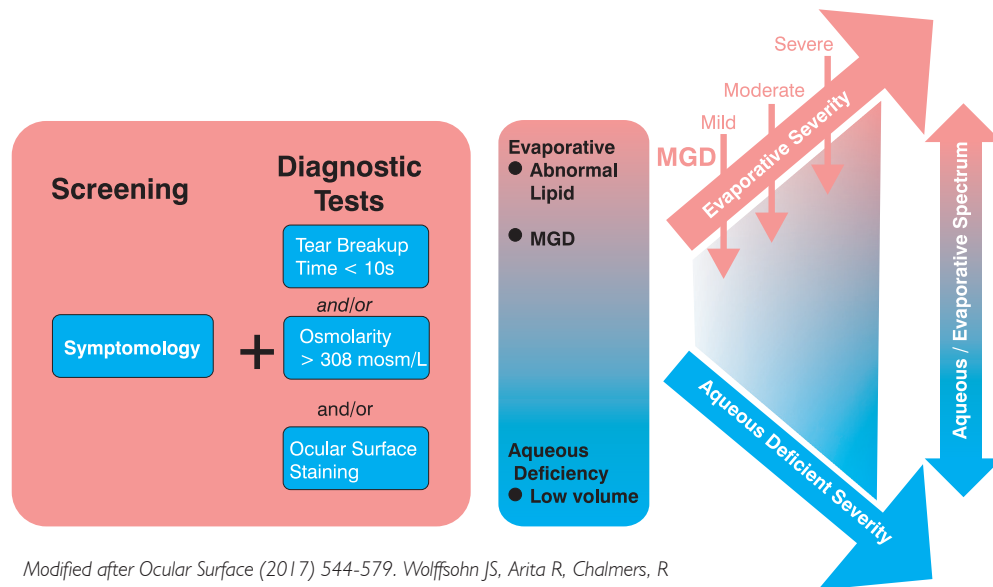 Screening
Diagnostic
Tests
Tear Breakup
Time < 10s
and/or
Symptomology
+
Osmolarity
> 308 mosm/L
and/or
Ocular Surface
Staining
Evaporative
● Abnormal
Lipid
● MGD
Aqueous
Deficiency
● Low volume
Severe
Moderate
Mild
MGD
Evaporative Severity
Aqueous Deficient Severity
Aqueous / Evaporative Spectrum
Modified after Ocular Surface (2017) 544-579. Wolffsohn JS, Arita R, Chalmers, R